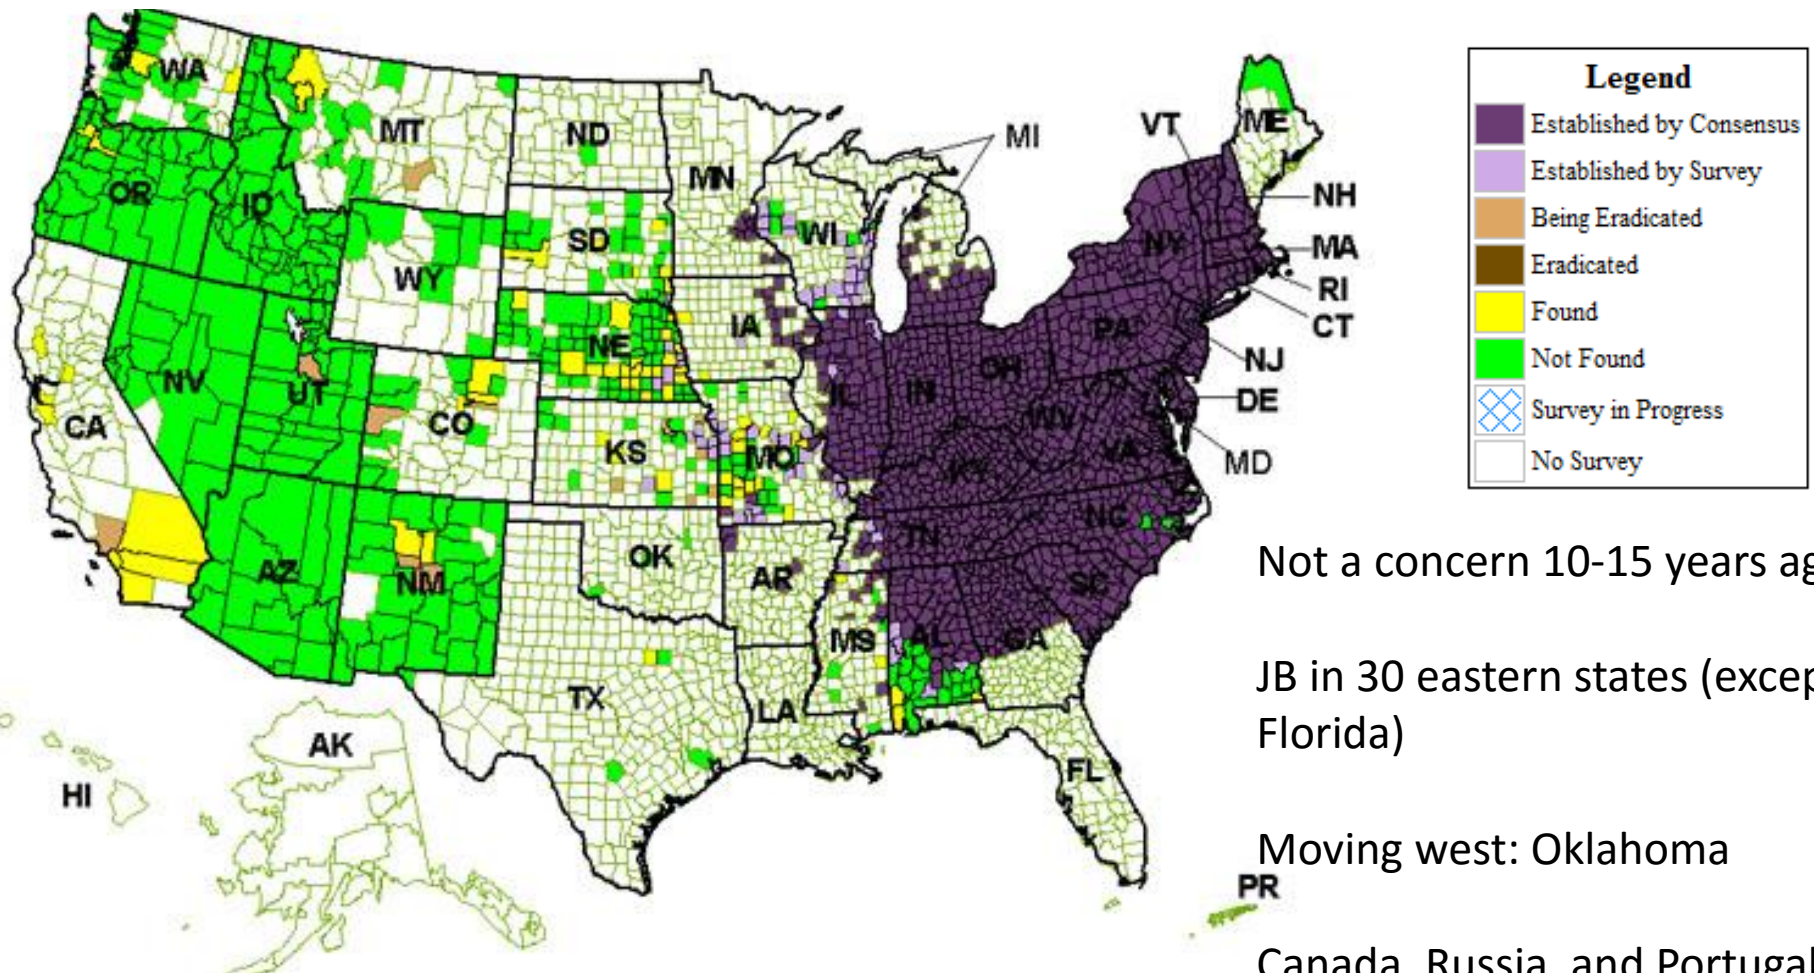 WA
MT
ND
MN
MI
VT
ME
OR
ID
SD
WI
NH
NY
MA
WY
RI
CT
IA
PA
NE
NJ
NV
UT
IL
IN
OH
DE
CA
CO
KS
MO
WV
VA
KY
MD
NC
TN
OK
AZ
NM
AR
SC
MS
AL
GA
TX
LA
AK
HI
FL
PR
Legend
Established by Consensus
Established by Survey
Being Eradicated
Eradicated
Found
Not Found
Survey in Progress
No Survey
Not a concern 10-15 years
JB in 30 eastern states
Florida)
Moving west: Oklahoma
Canada, Russia, and Portugal